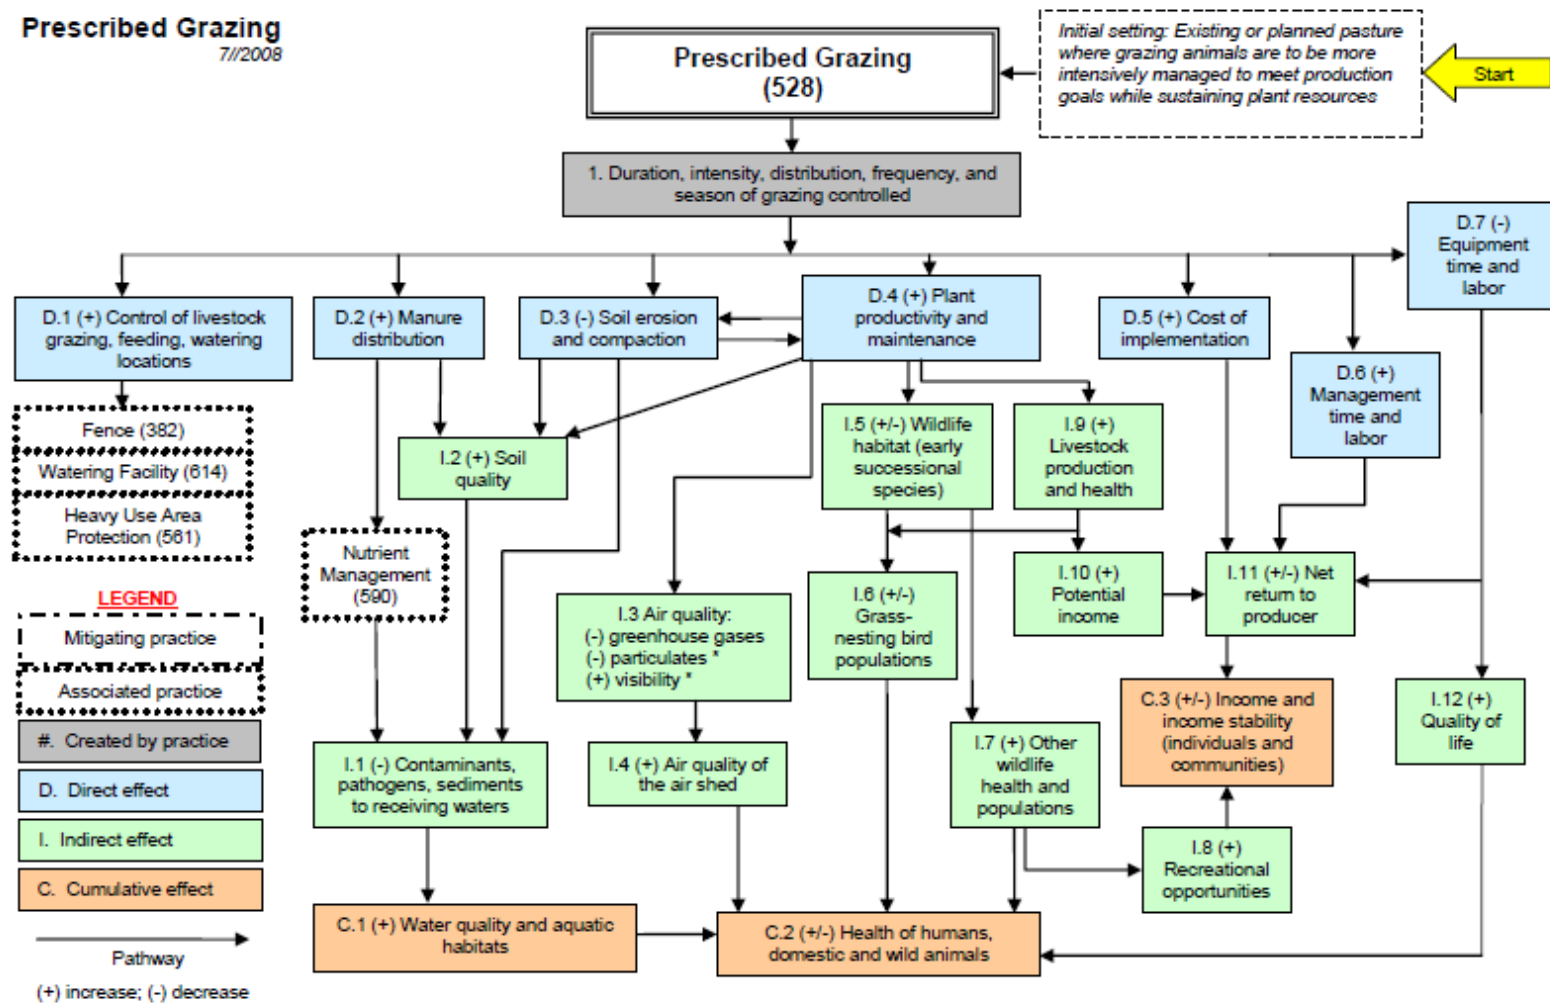 Prescribed Grazing
7//2008
Prescribed Grazing
(528)
Initial setting: Existing or planned pasture
where grazing animals are to be more
intensively managed to meet production
goals while sustaining plant resources
Start
1. Duration, intensity, distribution, frequency, and
season of grazing controlled
D.1 (+) Control of livestock
grazing, feeding, watering
locations
D.2 (+) Manure
distribution
D.3 (-) Soil erosion
and compaction
D.4 (+) Plant
productivity and
maintenance
D.5 (+) Cost of
implementation
D.6 (+)
Management
time and
labor
D.7 (-)
Equipment
time and
labor
Fence (382)
Watering Facility (614)
Heavy Use Area
Protection (561)
I.2 (+) Soil
quality
I.5 (+/-) Wildlife
habitat (early
successional
species)
I.9 (+)
Livestock
production
and health
Nutrient
Management
(590)
I.3 Air quality:
(-) greenhouse gases
(-) particulates *
(+) visibility *
I.6 (+/-)
Grass-
nesting bird
populations
I.10 (+)
Potential
income
I.11 (+/-) Net
return to
producer
I.1 (-) Contaminants,
pathogens, sediments
to receiving waters
I.4 (+) Air quality of
the air shed
I.7 (+) Other
wildlife
health and
populations
C.3 (+/-) Income and
income stability
(individuals and
communities)
I.12 (+)
Quality of
life
I.8 (+)
Recreational
opportunities
C.1 (+) Water quality and aquatic
habitats
C.2 (+/-) Health of humans,
domestic and wild animals
LEGEND
Mitigating practice
Associated practice
#. Created by practice
D. Direct effect
I. Indirect effect
C. Cumulative effect
Pathway
(+) increase; (-) decrease